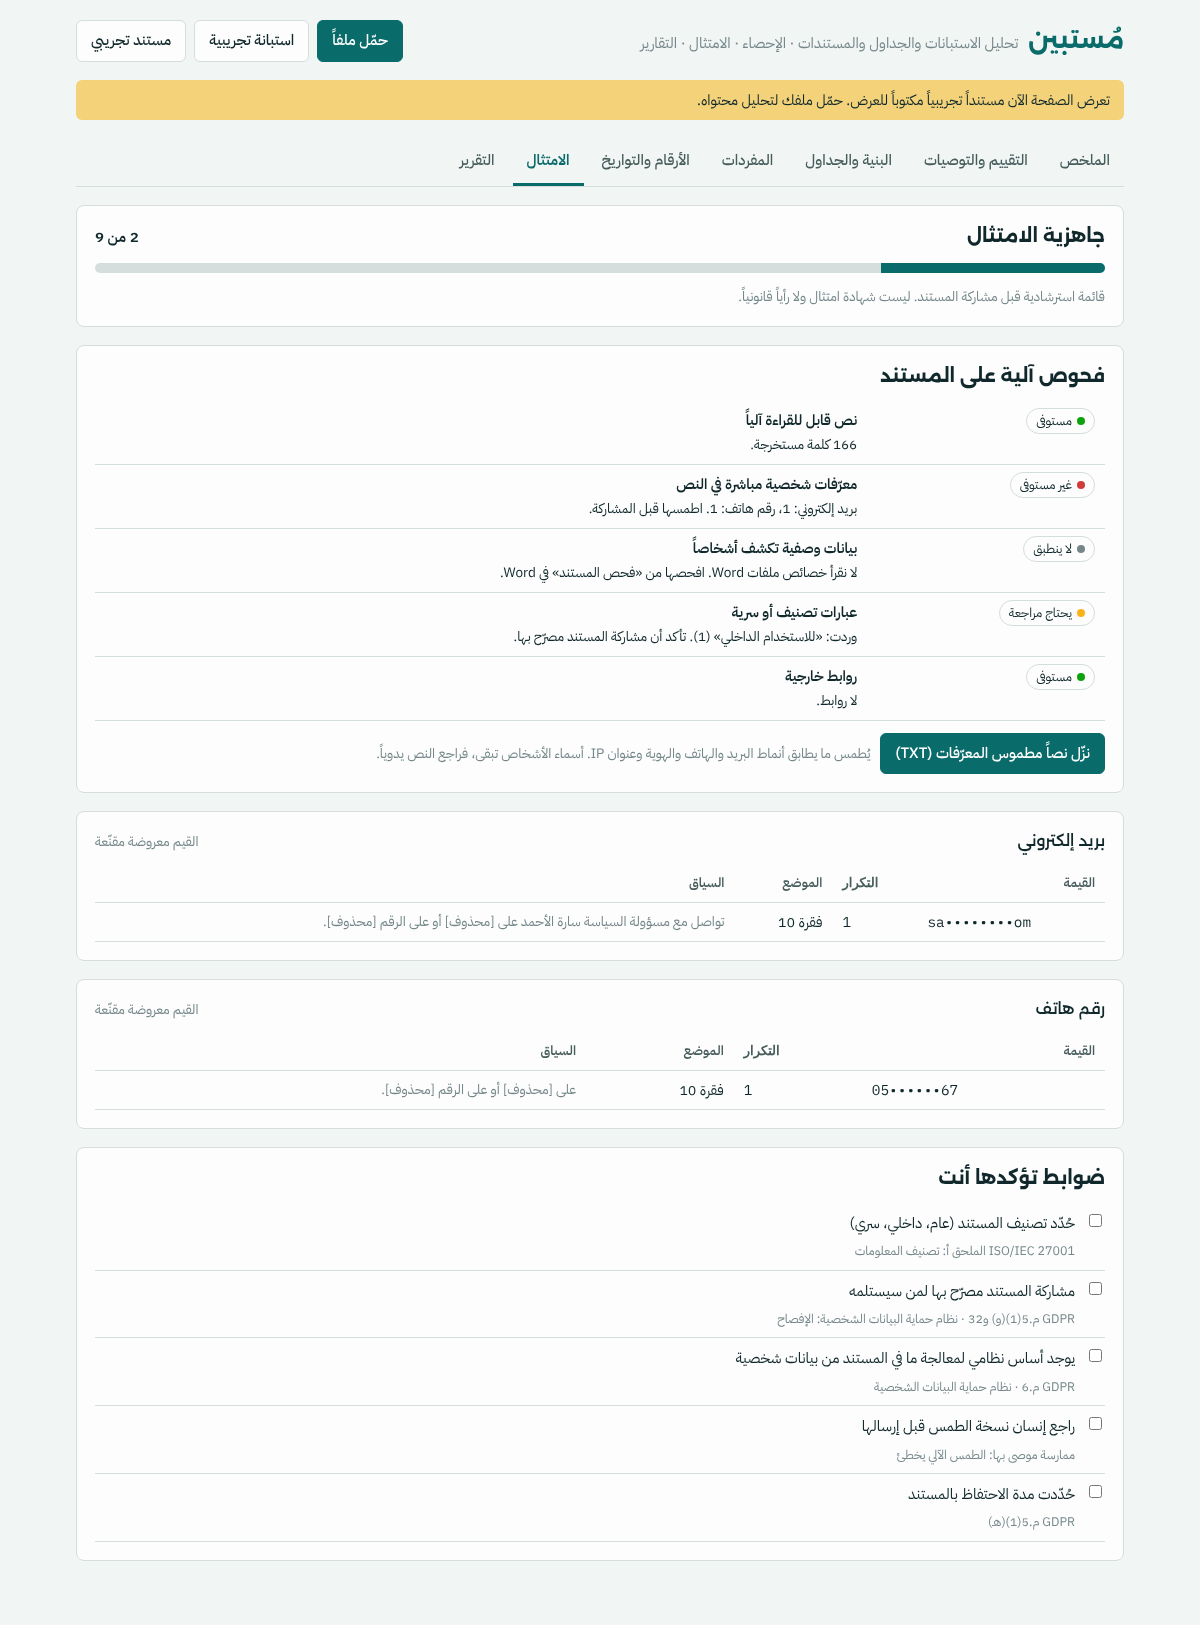 مُستبين
تحليل الاستبانات والجداول والمستندات · الإحصاء · الامتثال · التقارير
حمّل ملفاً
استبانة تجريبية
مستند تجريبي
تعرض الصفحة الآن مستنداً تجريبياً مكتوباً للعرض. حمّل ملفك لتحليل محتواه.
الملخص
التقييم والتوصيات
البنية والجداول
المفردات
الأرقام والتواريخ
الامتثال
التقرير
جاهزية الامتثال
2 من 9
قائمة استرشادية قبل مشاركة المستند. ليست شهادة امتثال ولا رأياً قانونياً.
فحوص آلية على المستند
مستوفى
نص قابل للقراءة آلياً
166 كلمة مستخرجة.
غير مستوفى
معرّفات شخصية مباشرة في النص
بريد إلكتروني: 1، رقم هاتف: 1. اطمسها قبل المشاركة.
لا ينطبق
بيانات وصفية تكشف أشخاصاً
لا نقرأ خصائص ملفات Word. افحصها من «فحص المستند» في Word.
يحتاج مراجعة
عبارات تصنيف أو سرية
وردت: «للاستخدام الداخلي» (1). تأكد أن مشاركة المستند مصرّح بها.
مستوفى
روابط خارجية
لا روابط.
نزّل نصاً مطموس المعرّفات (TXT)
يُطمس ما يطابق أنماط البريد والهاتف والهوية وعنوان IP. أسماء الأشخاص تبقى، فراجع النص يدوياً.
بريد إلكتروني
القيم معروضة مقنّعة
القيمة التكرار الموضع السياق
sa••••••••om 1 فقرة 10 تواصل مع مسؤولة السياسة سارة الأحمد على [محذوف] أو على الرقم [محذوف].
رقم هاتف
القيم معروضة مقنّعة
القيمة التكرار الموضع السياق
05••••••67 1 فقرة 10 على [محذوف] أو على الرقم [محذوف].
ضوابط تؤكدها أنت
حُدّد تصنيف المستند (عام، داخلي، سري)
ISO/IEC 27001 الملحق أ: تصنيف المعلومات
مشاركة المستند مصرّح بها لمن سيستلمه
GDPR م.5(1)(و) و32 · نظام حماية البيانات الشخصية: الإفصاح
يوجد أساس نظامي لمعالجة ما في المستند من بيانات شخصية
GDPR م.6 · نظام حماية البيانات الشخصية
راجع إنسان نسخة الطمس قبل إرسالها
ممارسة موصى بها: الطمس الآلي يخطئ
حُدّدت مدة الاحتفاظ بالمستند
GDPR م.5(1)(هـ)